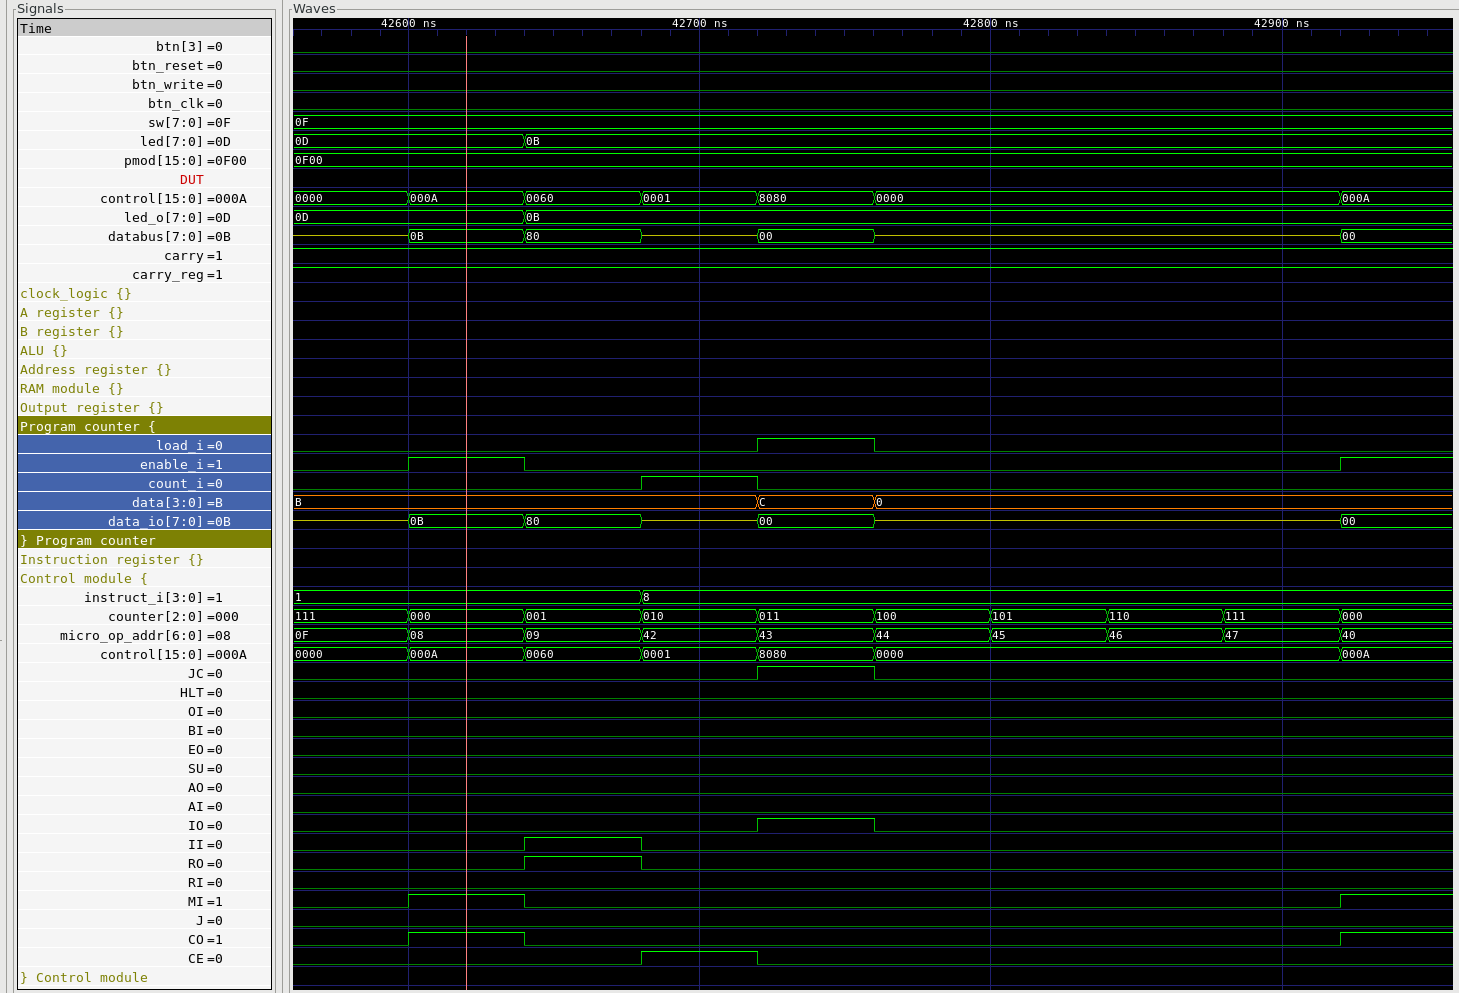 Signals
Waves
Time
42600 ns 42700 ns 42800 ns 42900 ns
btn[3]=0
btn_reset=0
btn_write=0
btn_clk=0
sw[7:0]=0F 0F
led[7:0]=0D 0D 0B
pmod[15:0]=0F00 0F00
DUT
control[15:0]=000A 0000 000A 0060 0001 8080 0000 000A
led_o[7:0]=0D 0D 0B
databus[7:0]=0B 0B 80 00 00
carry=1
carry_reg=1
clock_logic {}
A register {}
B register {}
ALU {}
Address register {}
RAM module {}
Output register {}
Program counter {
load_i=0
enable_i=1
count_i=0
data[3:0]=B B C 0
data_io[7:0]=0B 0B 80 00 00
} Program counter
Instruction register {}
Control module {
instruct_i[3:0]=1 1 8
counter[2:0]=000 111 000 001 010 011 100 101 110 111 000
micro_op_addr[6:0]=08 0F 08 09 42 43 44 45 46 47 40
control[15:0]=000A 0000 000A 0060 0001 8080 0000 000A
JC=0
HLT=0
OI=0
BI=0
EO=0
SU=0
AO=0
AI=0
IO=0
II=0
RO=0
RI=0
MI=1
J=0
CO=1
CE=0
} Control module